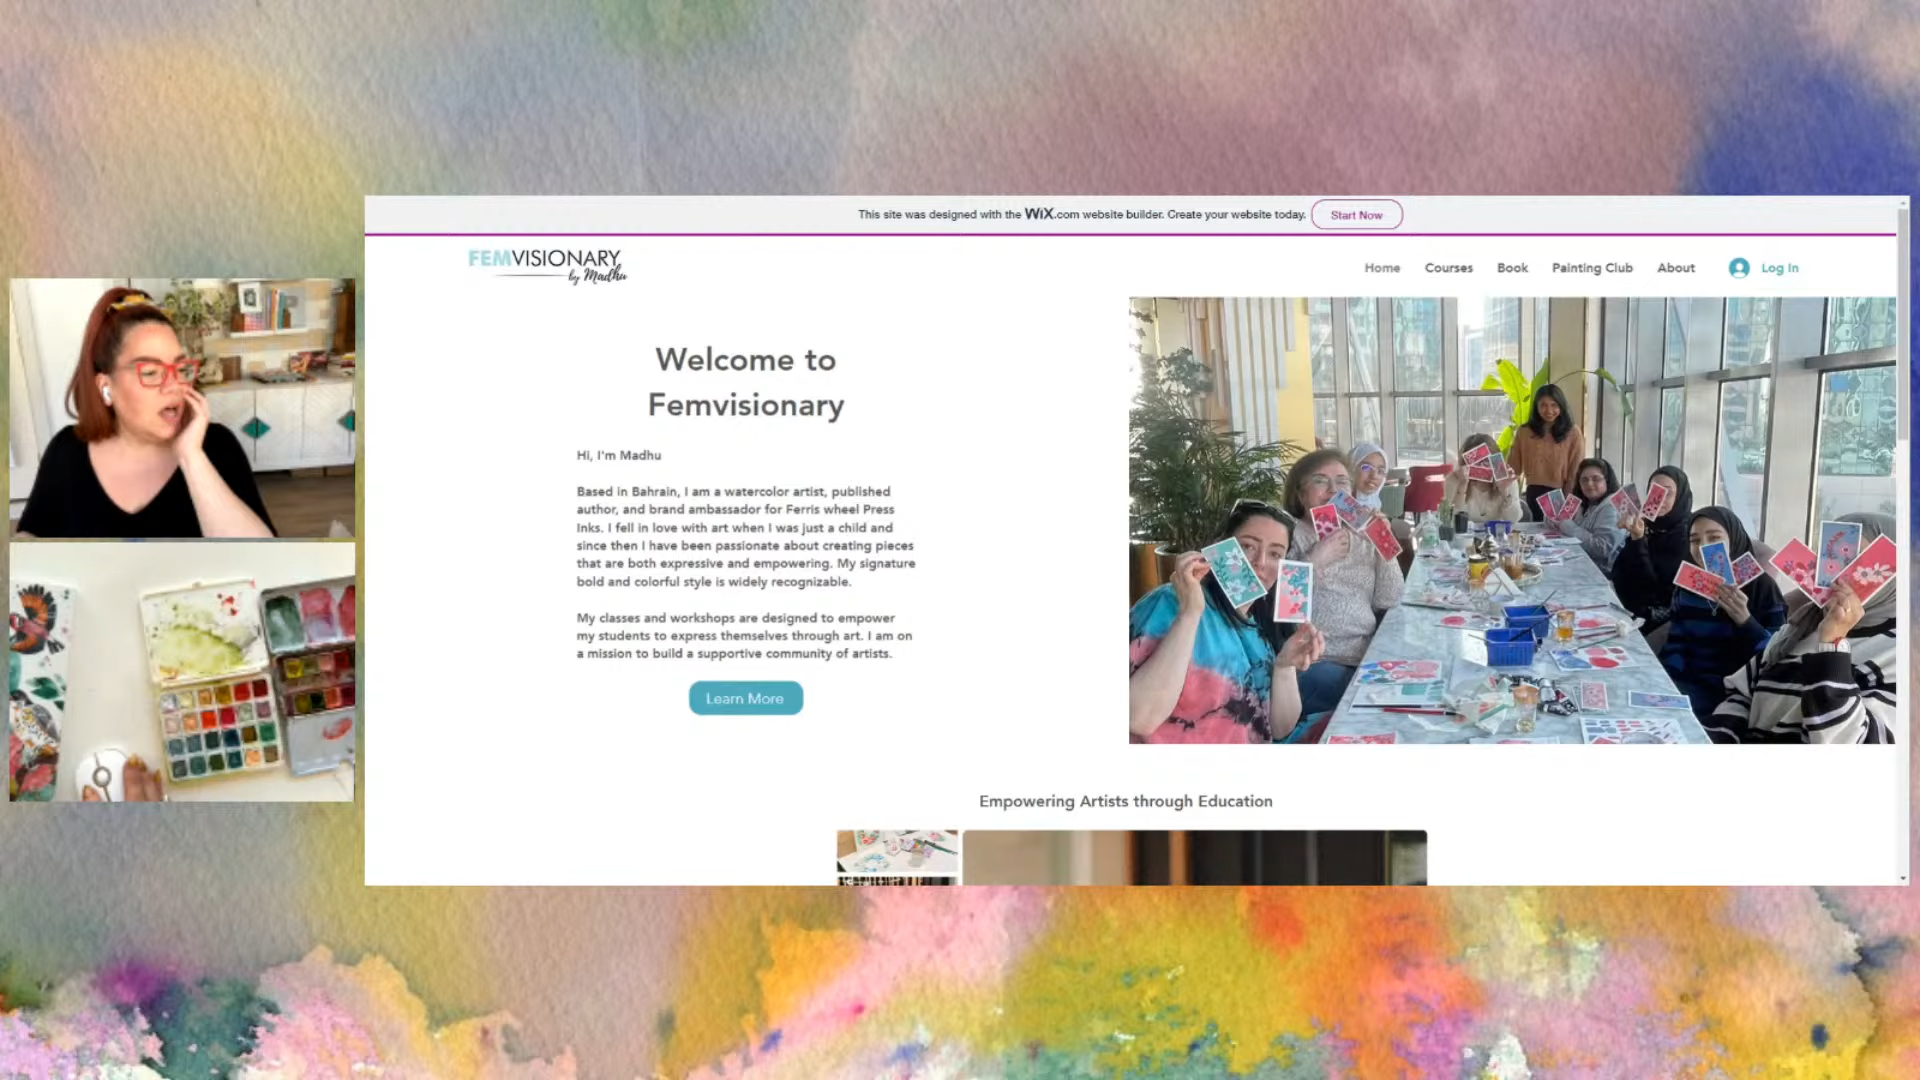 This site was designed with the WiX.com website builder. Create your website today.
Start Now
FEMVISIONARY
by Madhu
Home
Courses
Book
Painting Club
About
Log In
Welcome to
Femvisionary
Hi, I'm Madhu
Based in Bahrain, I am a watercolor artist, published
author, and brand ambassador for Ferris wheel Press
Inks. I fell in love with art when I was just a child and
since then I have been passionate about creating pieces
that are both expressive and empowering. My signature
bold and colorful style is widely recognizable.
My classes and workshops are designed to empower
my students to express themselves through art. I am on
a mission to build a supportive community of artists.
Learn More
Empowering Artists through Education